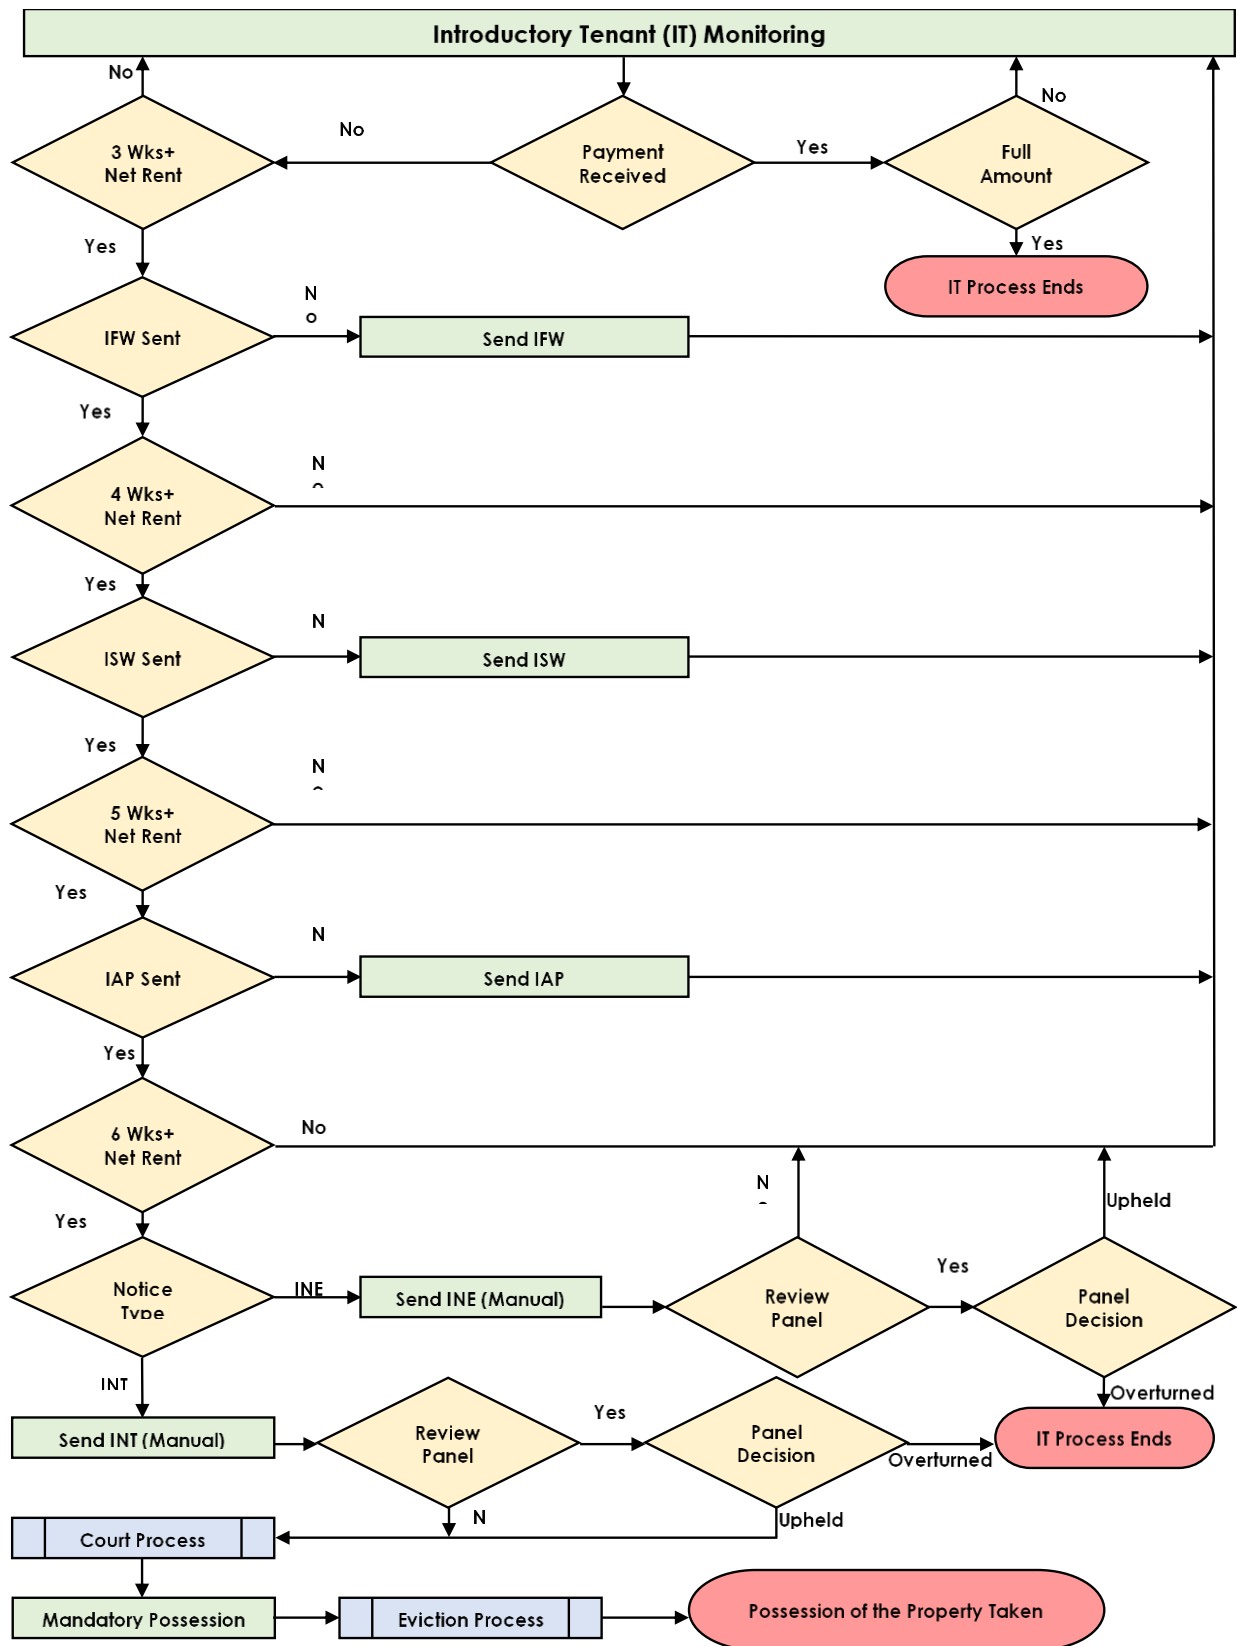 Introductory Tenant (IT) Monitoring
No
No
3 Wks+
Net Rent
No
Payment
Received
Yes
Full
Amount
Yes
Yes
IT Process Ends
IFW Sent
N
o
Send IFW
Yes
4 Wks+
Net Rent
N
Yes
ISW Sent
N
Send ISW
Yes
5 Wks+
Net Rent
N
Yes
IAP Sent
N
Send IAP
Yes
6 Wks+
Net Rent
No
N
Upheld
Yes
Notice
Type
INE
Send INE (Manual)
Review
Panel
Yes
Panel
Decision
INT
Overturned
Send INT (Manual)
Review
Panel
Yes
Panel
Decision
Overturned
IT Process Ends
N
Upheld
Court Process
Mandatory Possession
Eviction Process
Possession of the Property Taken